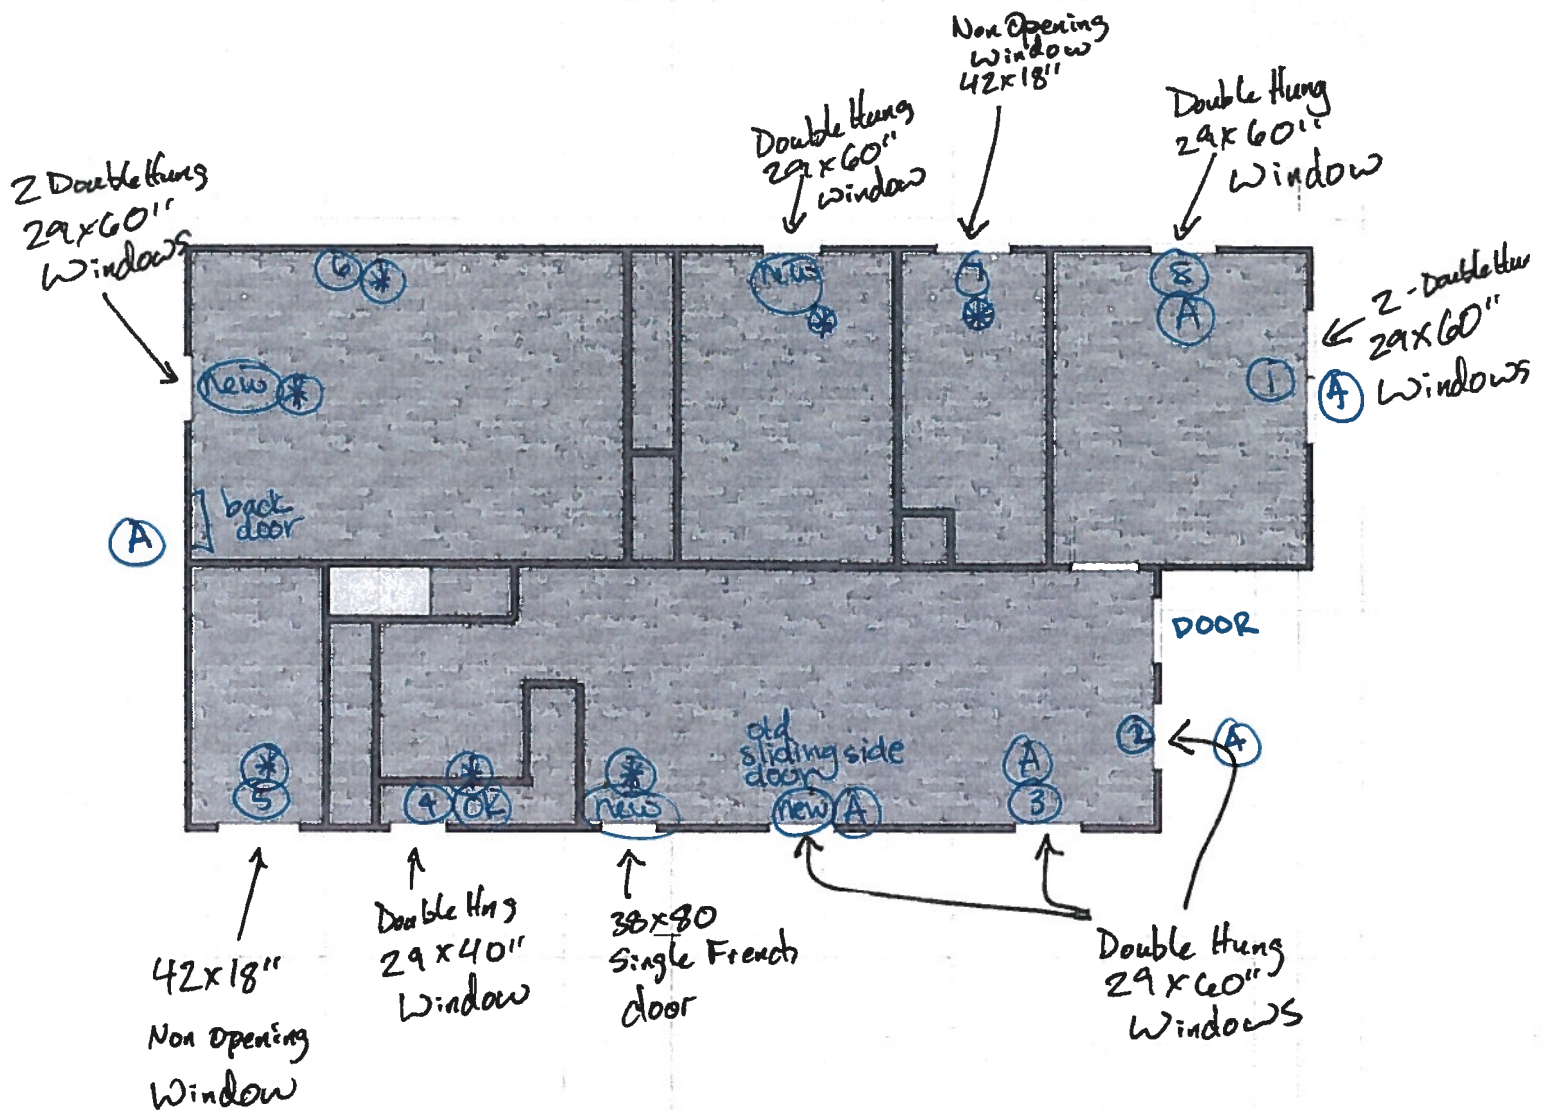 Non Opening
Window
42x18"
Double Hung
29x60"
Window
Double Hung
29x60"
Window
2 Double Hung
29x60"
Windows
2 - Double Hun
29x60"
Windows
6 *
new
*
7
*
8
A
1
A
new *
back
door
A
DOOR
2
A
old
sliding side
door
*
5
*
4 OK
*
new
new A
A
3
42x18"
Non Opening
Window
Double Hng
29x40"
Window
38x80
Single French
door
Double Hung
29x60"
Windows